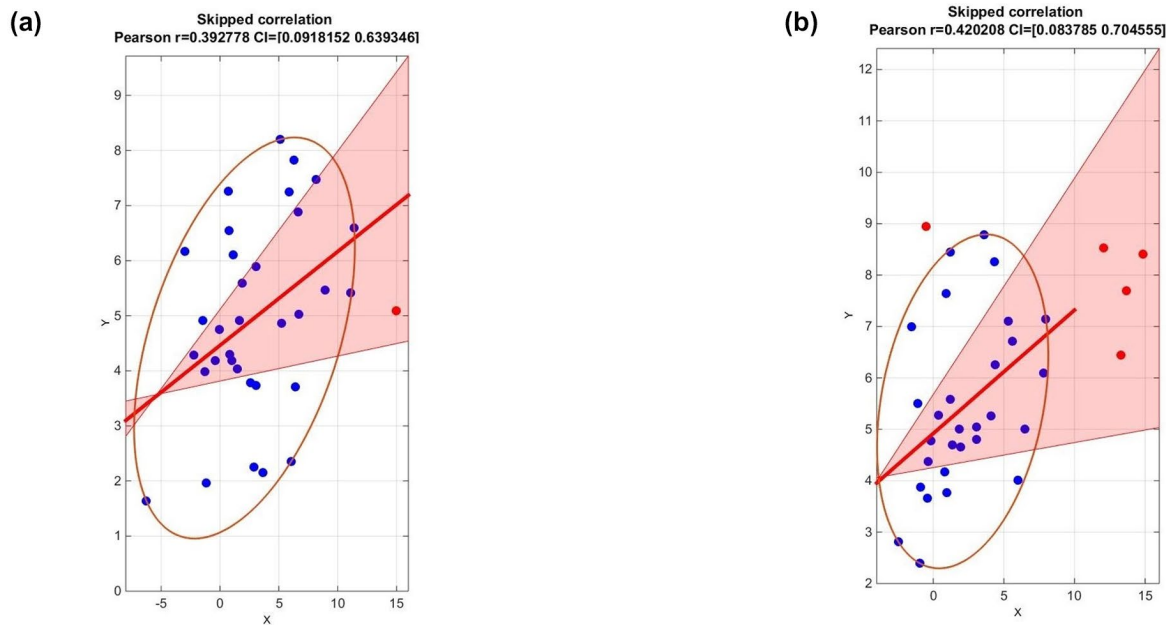 (a)
Skipped correlation
Pearson r=0.392778 CI=[0.0918152 0.639346]
9
8
7
6
5
4
3
2
1
0
Y
-5 0 5 10 15
X
(b)
Skipped correlation
Pearson r=0.420208 CI=[0.083785 0.704555]
12
11
10
9
8
7
6
5
4
3
2
Y
0 5 10 15
X